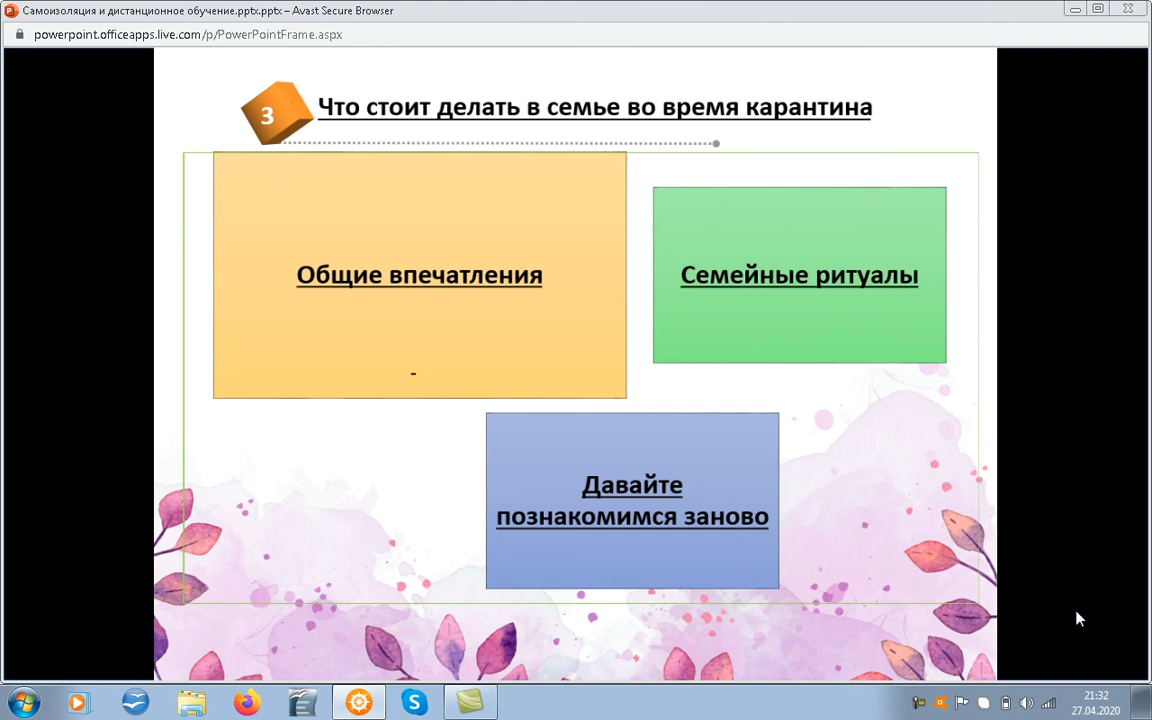 Самоизоляция и дистанционное обучение.pptx.pptx – Avast Secure Browser
powerpoint.officeapps.live.com/p/PowerPointFrame.aspx
3
Что стоит делать в семье во время карантина
Общие впечатления
-
Семейные ритуалы
Давайте
познакомимся заново
21:32
27.04.2020